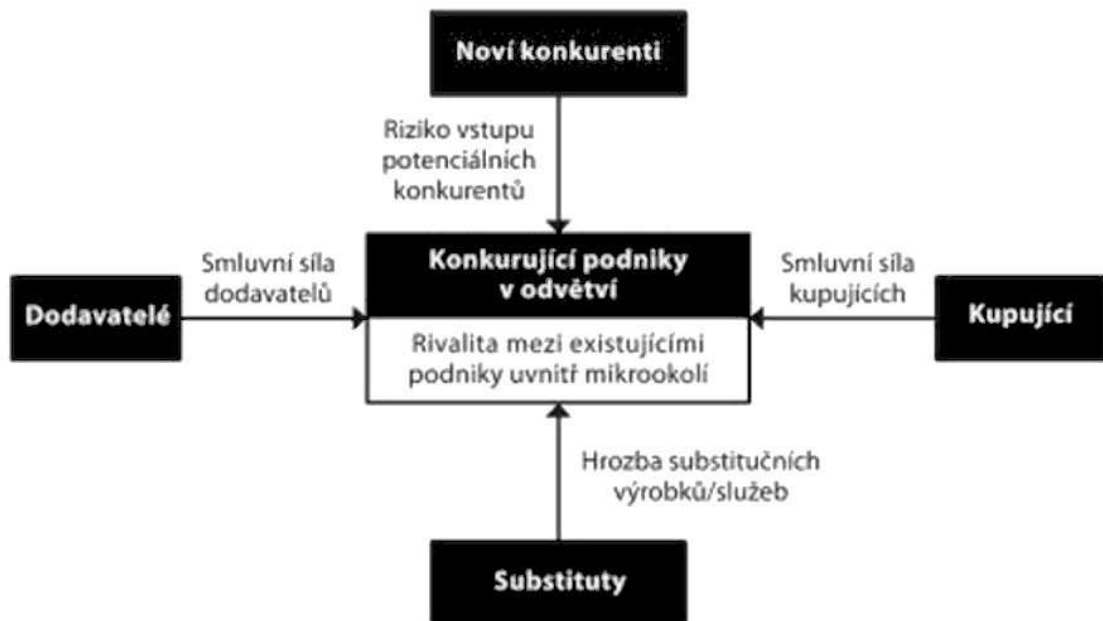 Noví konkurenti
Riziko vstupu
potenciálních
konkurentů
Smluvní síla
dodavatelů
Konkurující podniky
v odvětví
Smluvní síla
kupujících
Dodavatelé
Kupující
Rivalita mezi existujícími
podniky uvnitř mikrookolí
Hrozba substitučních
výrobků/služeb
Substituty